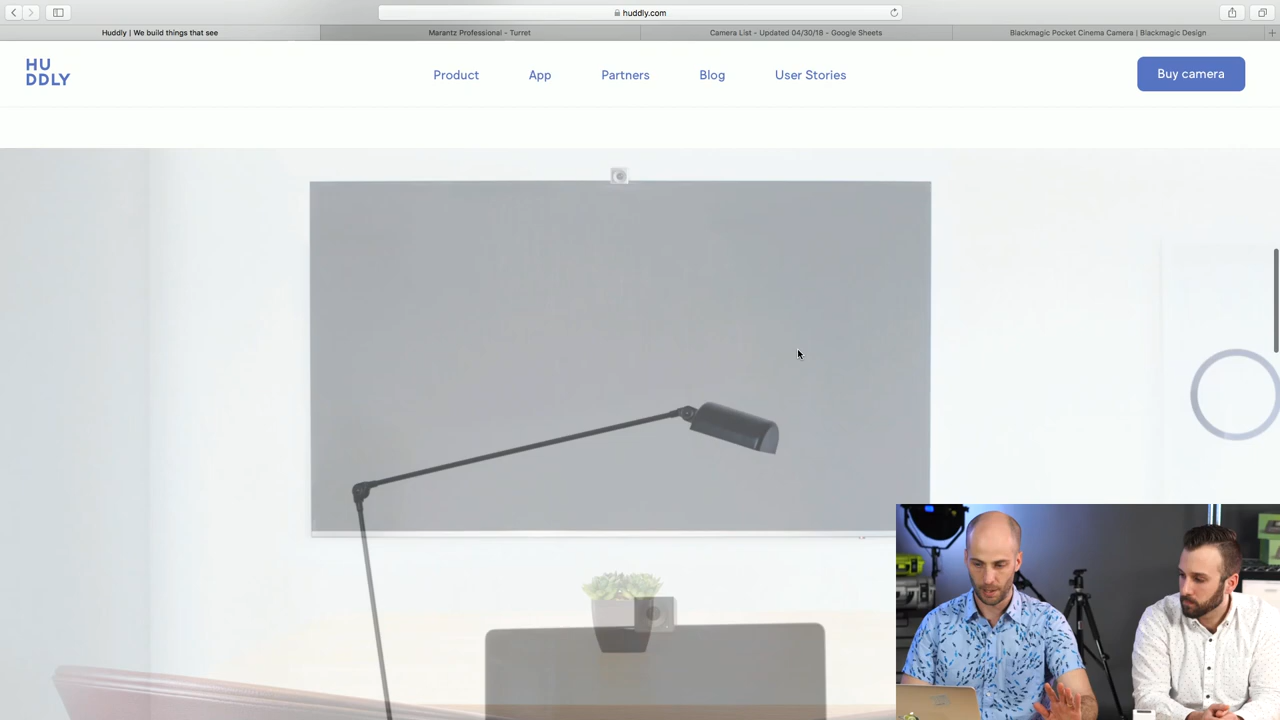 huddly.com
Huddly | We build things that see
Marantz Professional - Turret
Camera List - Updated 04/30/18 - Google Sheets
Blackmagic Pocket Cinema Camera | Blackmagic Design
HU
DDLY
Product
App
Partners
Blog
User Stories
Buy camera